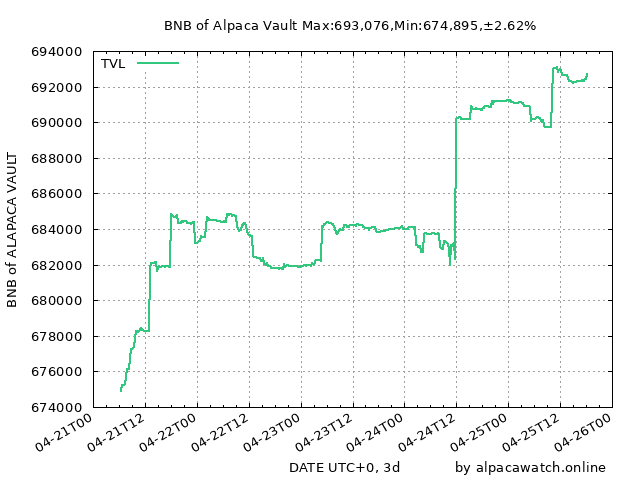 BNB of Alpaca Vault Max:693,076,Min:674,895,±2.62%
TVL
694000
692000
690000
688000
686000
684000
682000
680000
678000
676000
674000
BNB of ALAPACA VAULT
04-21T00
04-21T12
04-22T00
04-22T12
04-23T00
04-23T12
04-24T00
04-24T12
04-25T00
04-25T12
04-26T00
DATE UTC+0, 3d
by alpacawatch.online